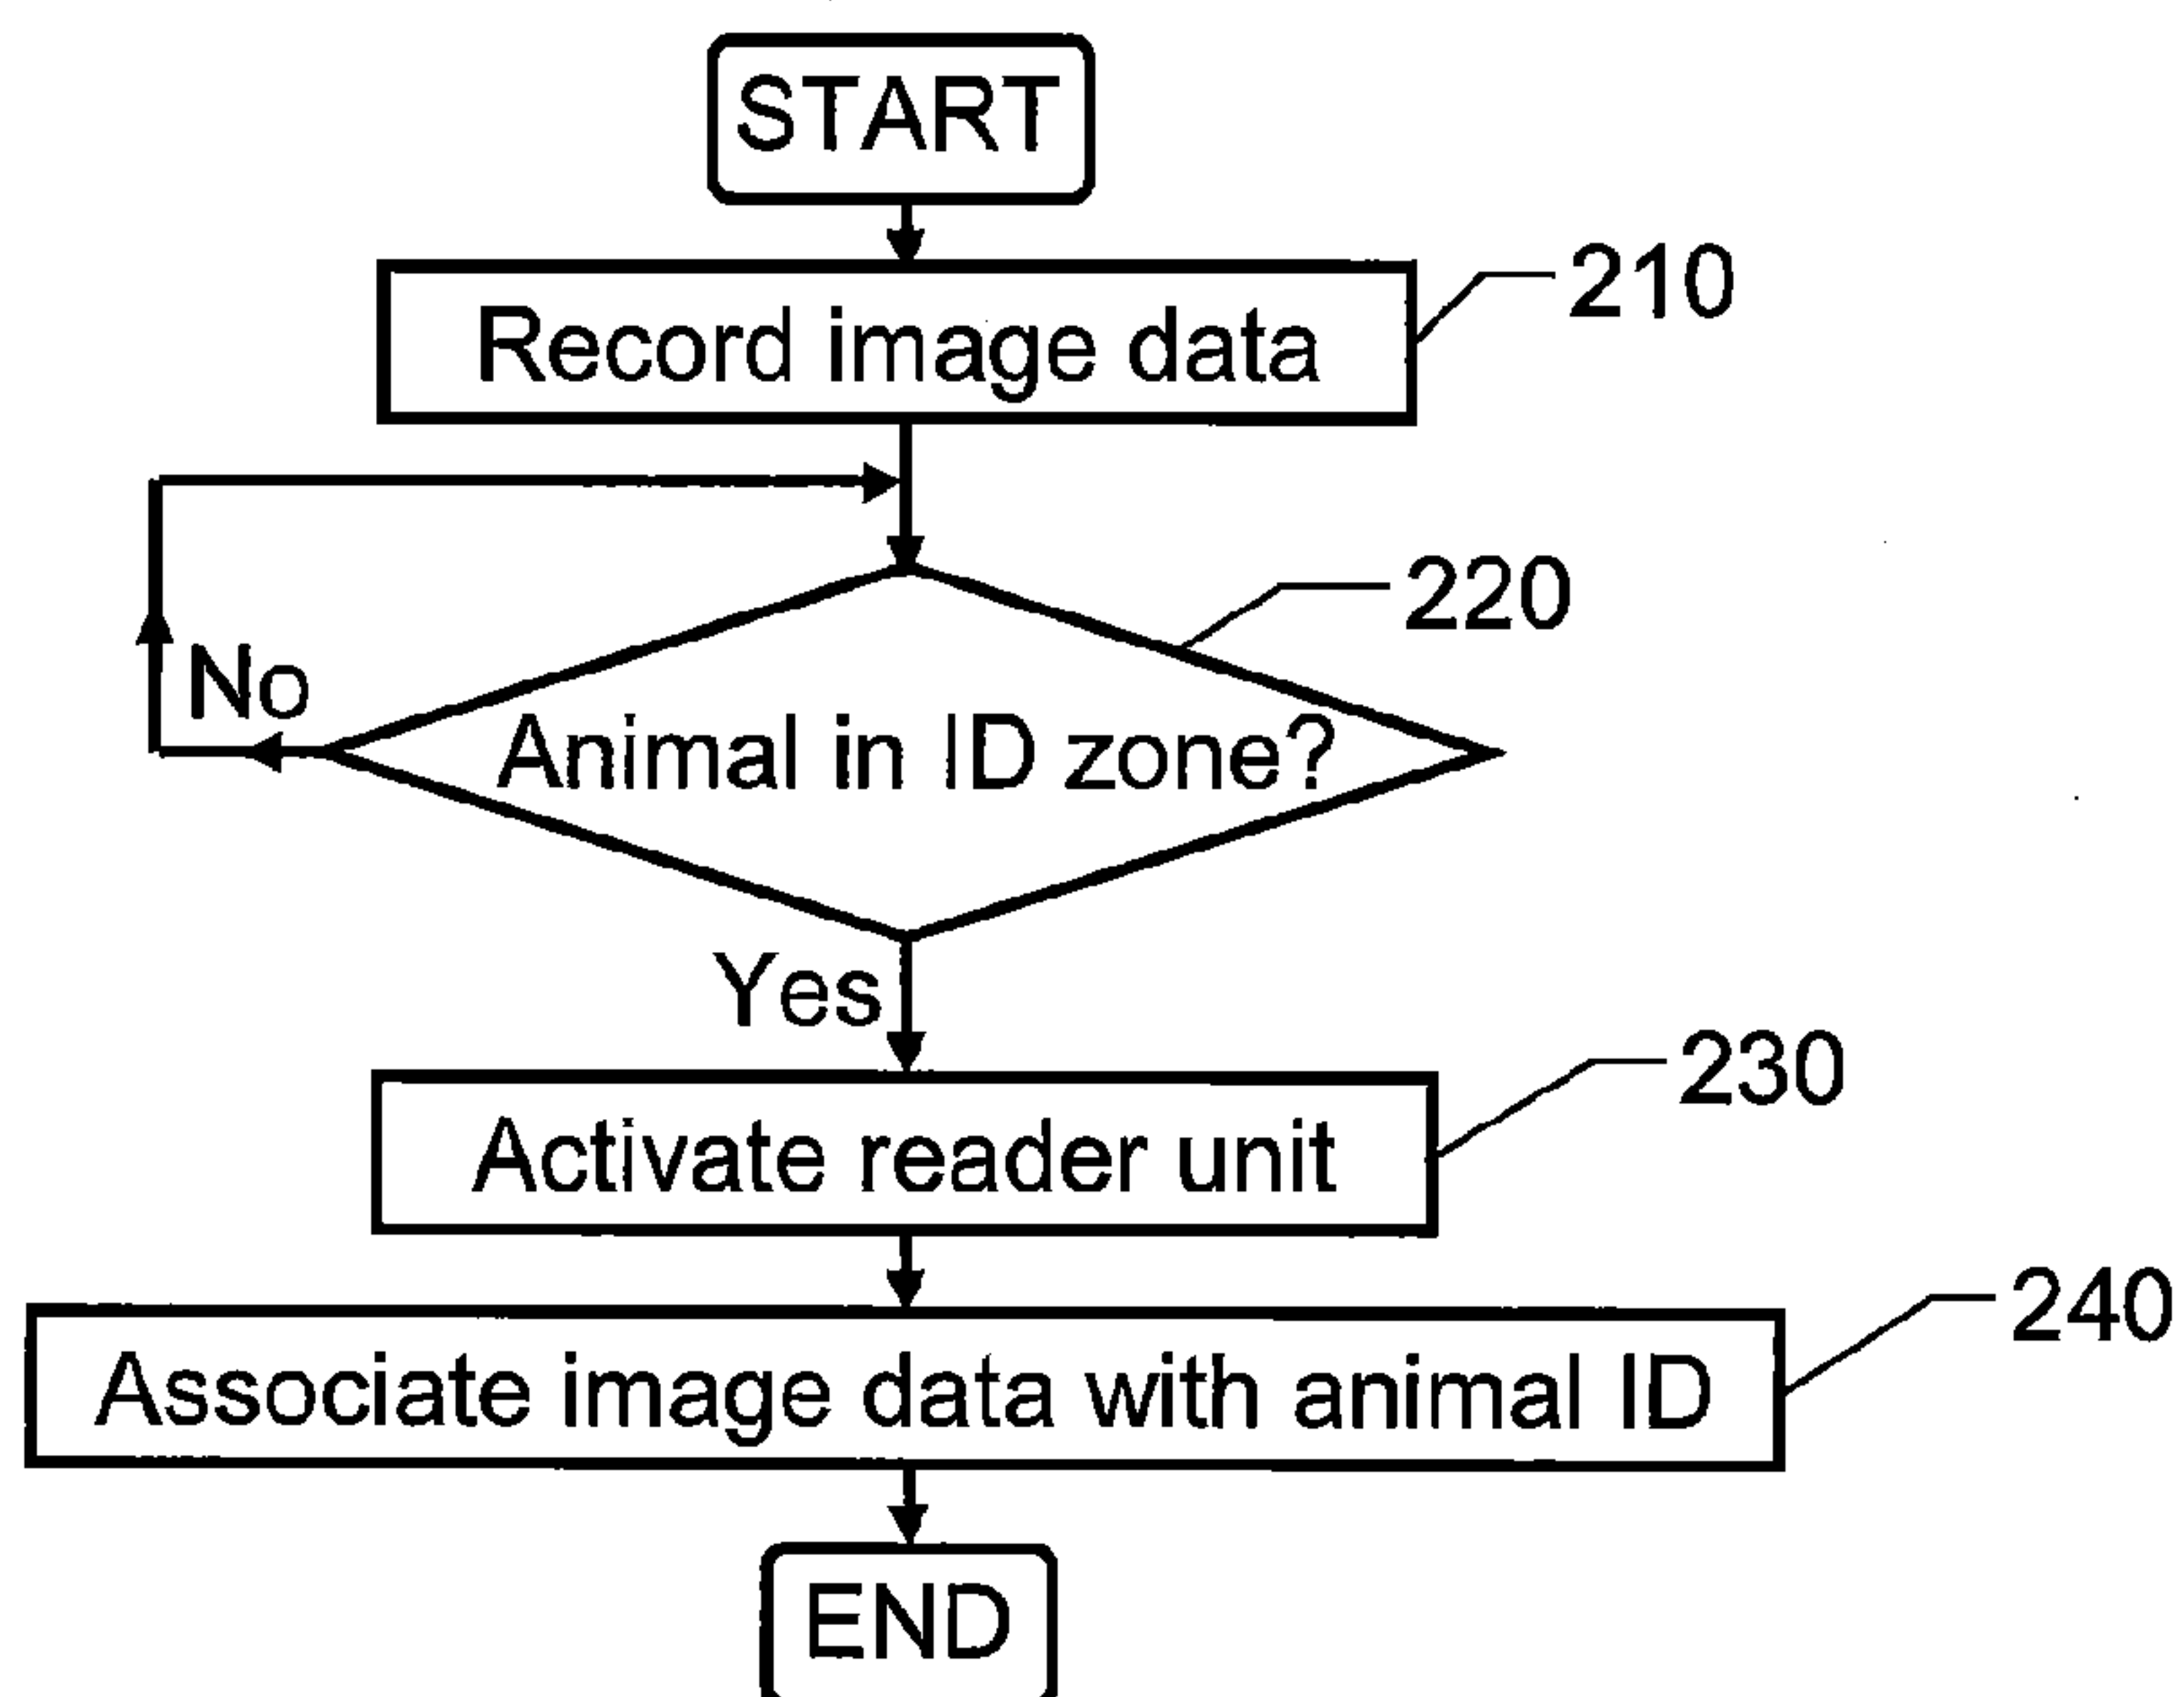 START
210
Record image data
220
No
Animal in ID zone?
Yes
230
Activate reader unit
240
Associate image data with animal ID
END